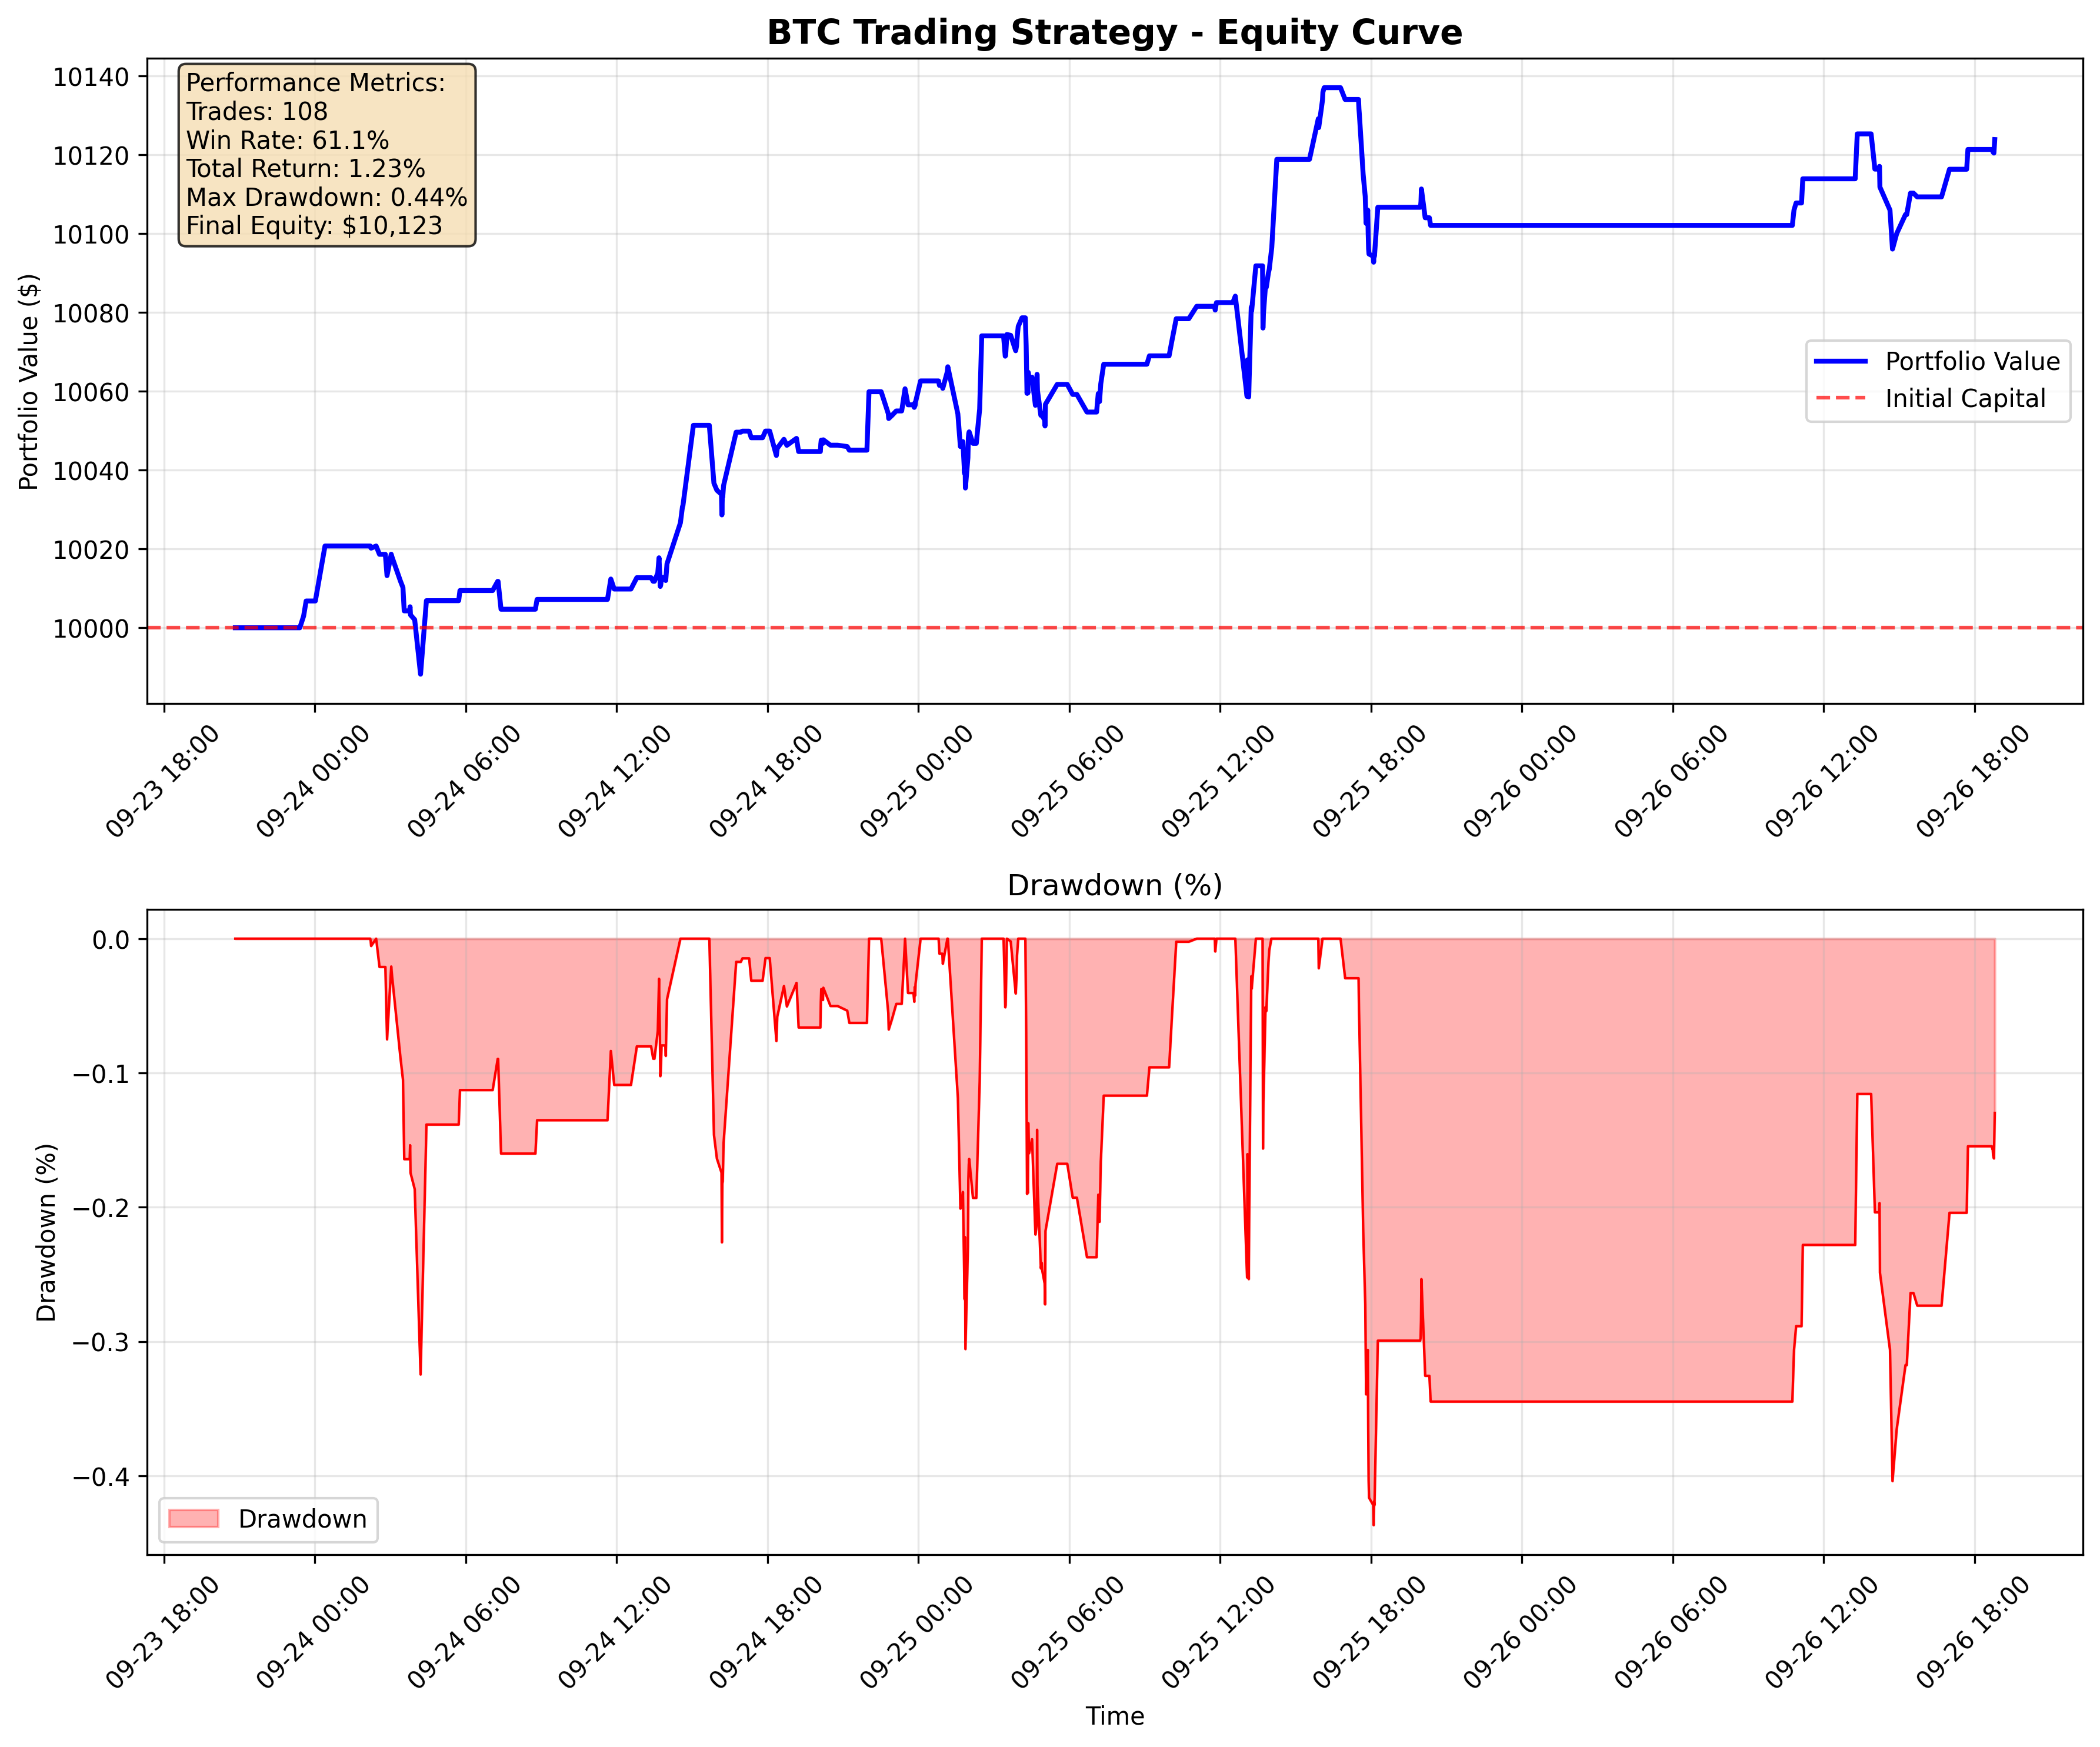 BTC Trading Strategy - Equity Curve
Performance Metrics:
Trades: 108
Win Rate: 61.1%
Total Return: 1.23%
Max Drawdown: 0.44%
Final Equity: $10,123
Portfolio Value ($)
10140
10120
10100
10080
10060
10040
10020
10000
Portfolio Value
Initial Capital
09-23 18:00
09-24 00:00
09-24 06:00
09-24 12:00
09-24 18:00
09-25 00:00
09-25 06:00
09-25 12:00
09-25 18:00
09-26 00:00
09-26 06:00
09-26 12:00
09-26 18:00
Drawdown (%)
Drawdown (%)
0.0
−0.1
−0.2
−0.3
−0.4
Drawdown
09-23 18:00
09-24 00:00
09-24 06:00
09-24 12:00
09-24 18:00
09-25 00:00
09-25 06:00
09-25 12:00
09-25 18:00
09-26 00:00
09-26 06:00
09-26 12:00
09-26 18:00
Time